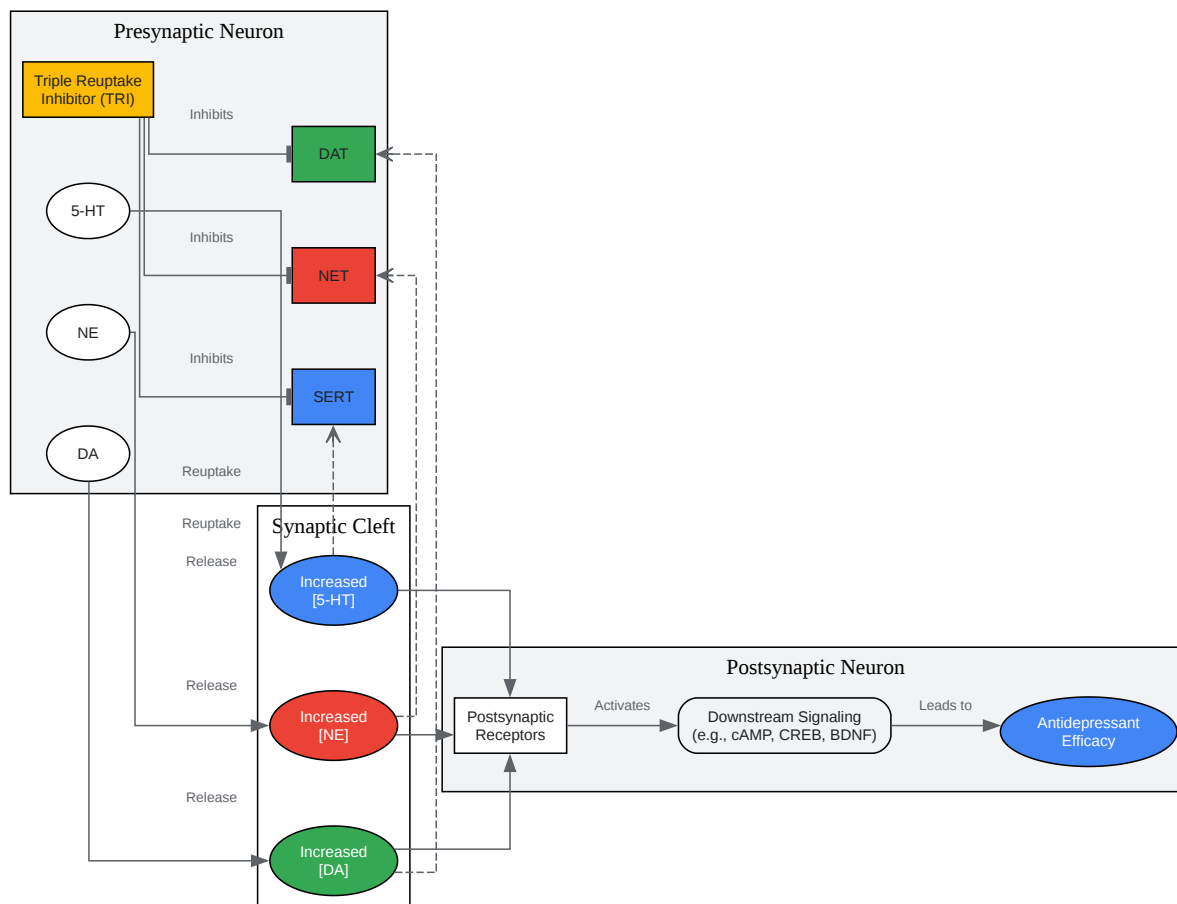 Presynaptic Neuron
Triple Reuptake
Inhibitor (TRI)
Inhibits
DAT
5-HT
Inhibits
NET
NE
Inhibits
SERT
DA
Reuptake
Reuptake
Synaptic Cleft
Release
Increased
[5-HT]
Release
Increased
[NE]
Release
Increased
[DA]
Postsynaptic Neuron
Postsynaptic
Receptors
Activates
Downstream Signaling
(e.g., cAMP, CREB, BDNF)
Leads to
Antidepressant
Efficacy